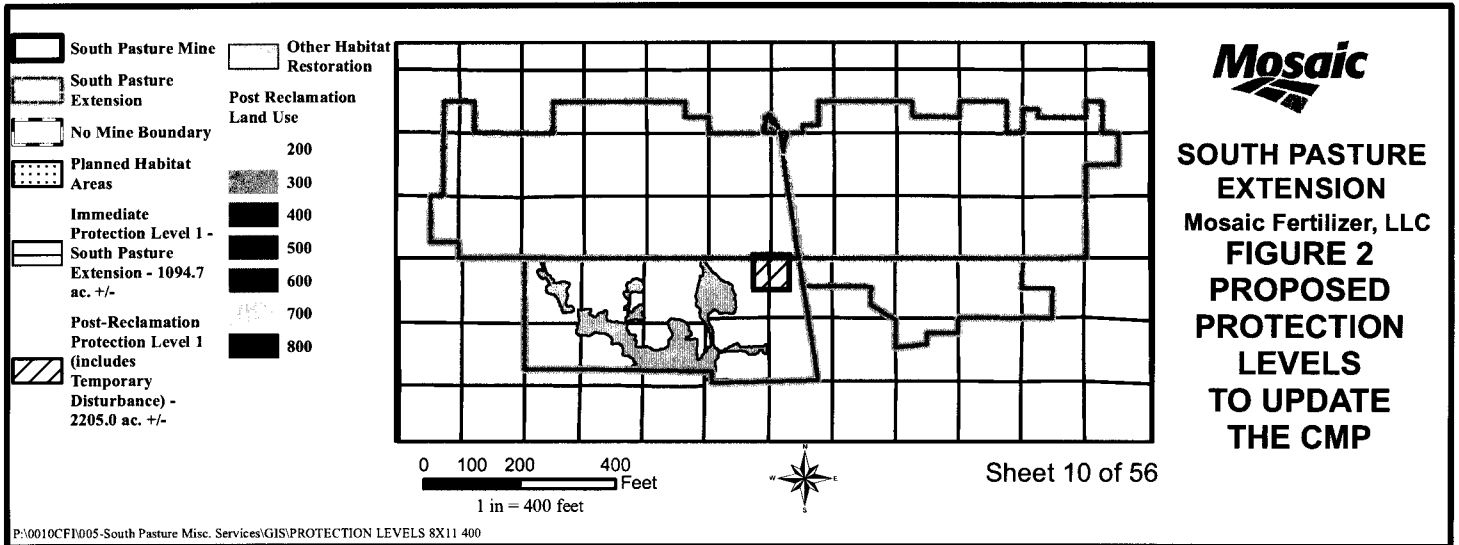 South Pasture Mine
South Pasture
Extension
No Mine Boundary
Planned Habitat
Areas
Immediate
Protection Level 1 -
South Pasture
Extension - 1094.7
ac. +/-
Post-Reclamation
Protection Level 1
(includes
Temporary
Disturbance) -
2205.0 ac. +/-
Other Habitat
Restoration
Post Reclamation
Land Use
200
300
400
500
600
700
800
Mosaic
SOUTH PASTURE
EXTENSION
Mosaic Fertilizer, LLC
FIGURE 2
PROPOSED
PROTECTION
LEVELS
TO UPDATE
THE CMP
0 100 200 400
Feet
1 in = 400 feet
N
W E
S
Sheet 10 of 56
P:\0010CFI\005-South Pasture Misc. Services\GIS\PROTECTION LEVELS 8X11 400